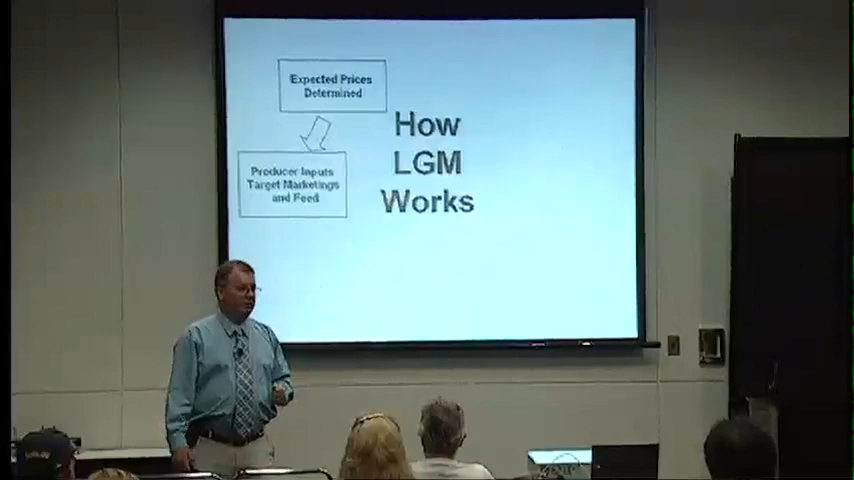 Expected Prices
Determined
How
LGM
Works
Producer Inputs
Target Marketings
and Feed